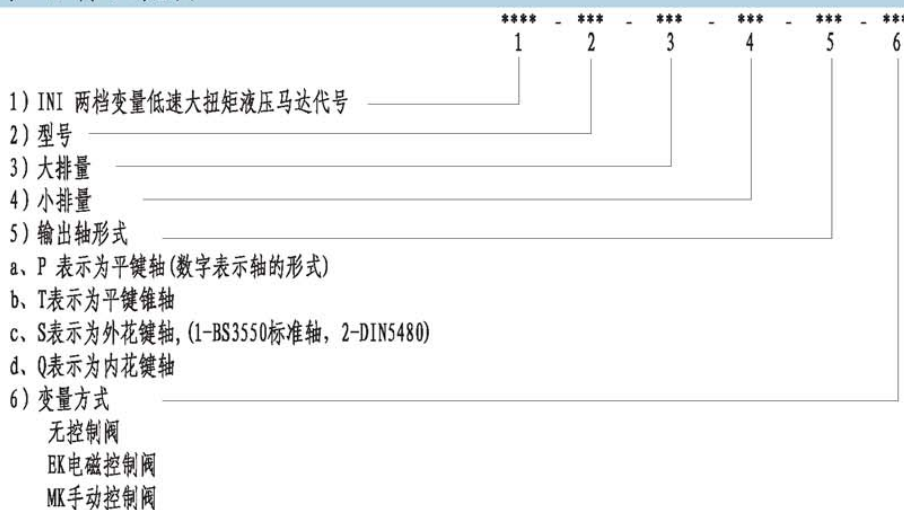 **** - *** - *** - *** - *** - ***
1 2 3 4 5 6
1) INI 两档变量低速大扭矩液压马达代号
2) 型号
3) 大排量
4) 小排量
5) 输出轴形式
a、P 表示为平键轴(数字表示轴的形式)
b、T表示为平键锥轴
c、S表示为外花键轴,(1-BS3550标准轴, 2-DIN5480)
d、Q表示为内花键轴
6) 变量方式
无控制阀
EK电磁控制阀
MK手动控制阀